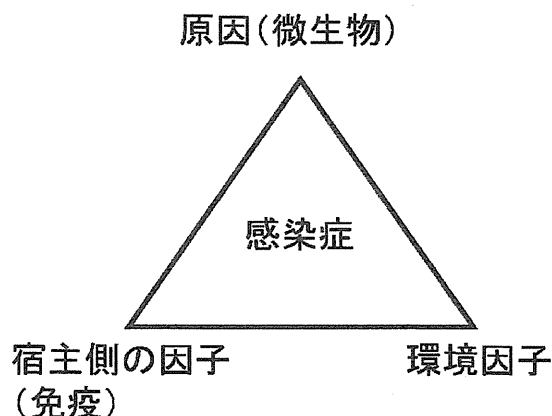 原因(微生物)
感染症
宿主側の因子
(免疫)
環境因子